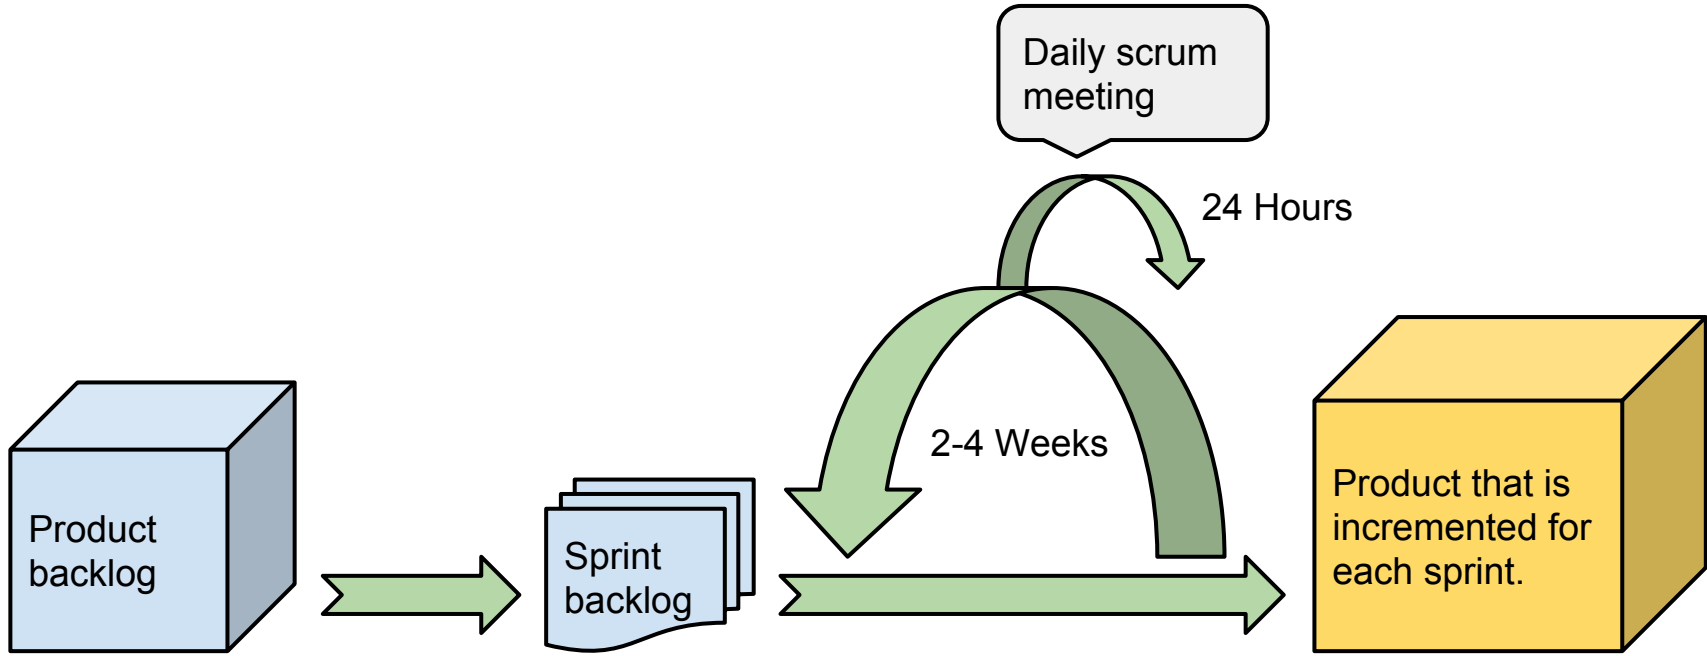 Product
backlog
Sprint
backlog
Daily scrum
meeting
24 Hours
2-4 Weeks
Product that is
incremented for
each sprint.